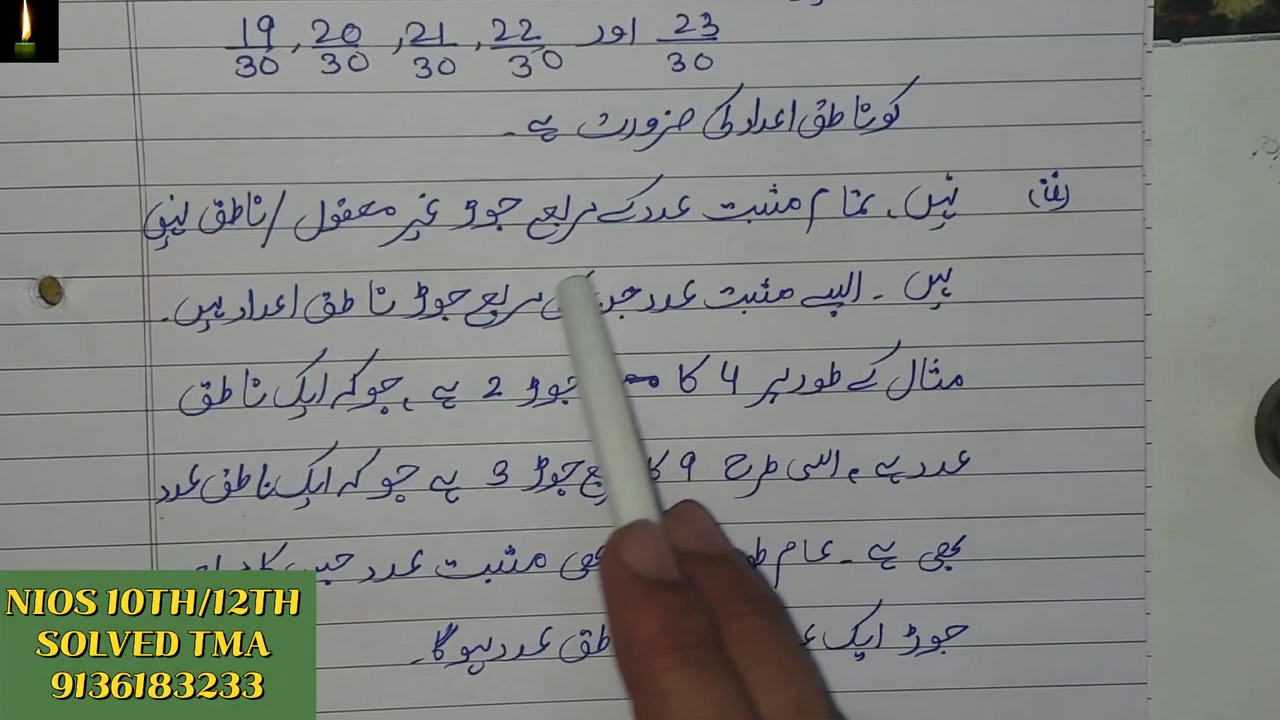 19/30 , 20/30 , 21/30 , 22/30 اور 23/30
کو ناطق اعداد کی ضرورت ہے۔
نہیں، تمام مثبت عدد کے مربع جوڑ غیر معقول / ناطق نہیں
ہیں ۔ ایسے مثبت عدد جن کی مربع جوڑ ناطق اعداد ہیں۔
مثال کے طور پر 4 کا جوڑ 2 ہے ، جو کہ ایک ناطق
عدد ہے ، اسی طرح 9 کا جوڑ 3 ہے جو کہ ایک ناطق عدد
بھی ہے ۔ عام مثبت عدد جس کا
جوڑ ایک عدد ہوگا۔
NIOS 10TH/12TH
SOLVED TMA
9136183233